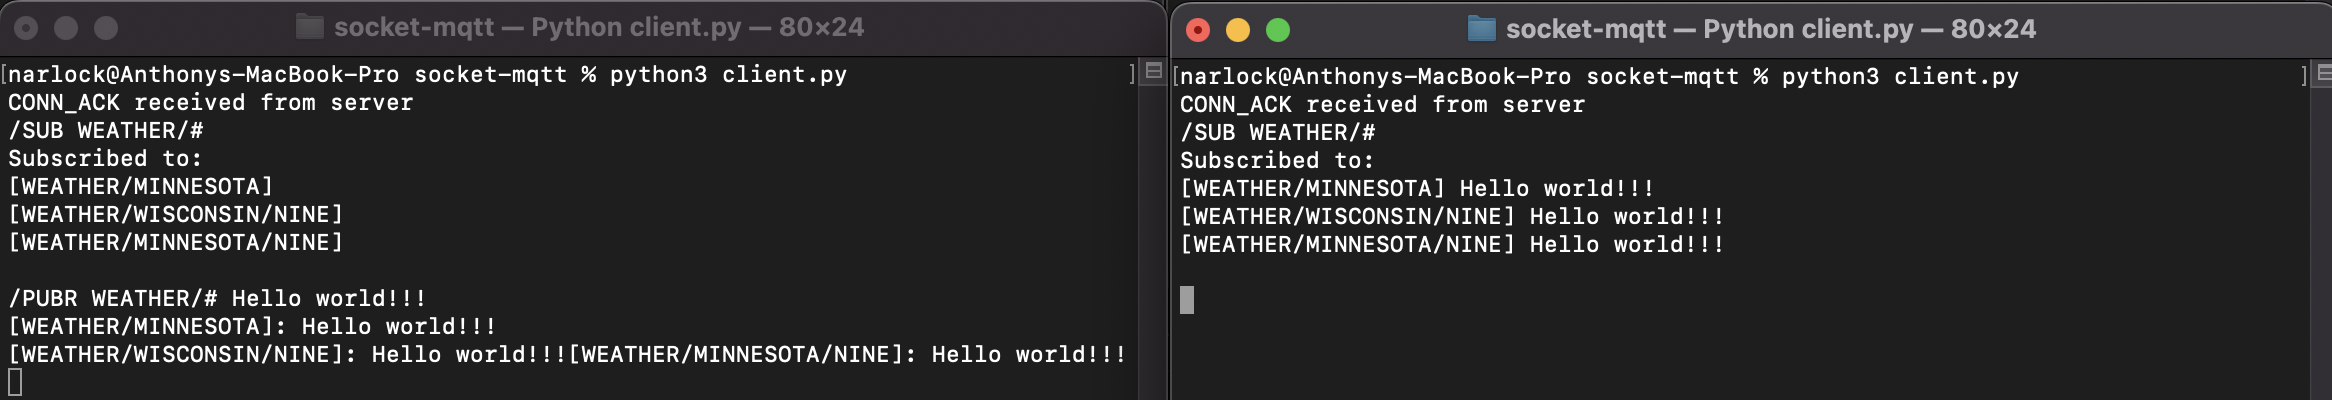 socket-mqtt — Python client.py — 80×24
[narlock@Anthonys-MacBook-Pro socket-mqtt % python3 client.py ]
CONN_ACK received from server
/SUB WEATHER/#
Subscribed to:
[WEATHER/MINNESOTA]
[WEATHER/WISCONSIN/NINE]
[WEATHER/MINNESOTA/NINE]
/PUBR WEATHER/# Hello world!!!
[WEATHER/MINNESOTA]: Hello world!!!
[WEATHER/WISCONSIN/NINE]: Hello world!!![WEATHER/MINNESOTA/NINE]: Hello world!!!
socket-mqtt — Python client.py — 80×24
[narlock@Anthonys-MacBook-Pro socket-mqtt % python3 client.py ]
CONN_ACK received from server
/SUB WEATHER/#
Subscribed to:
[WEATHER/MINNESOTA] Hello world!!!
[WEATHER/WISCONSIN/NINE] Hello world!!!
[WEATHER/MINNESOTA/NINE] Hello world!!!